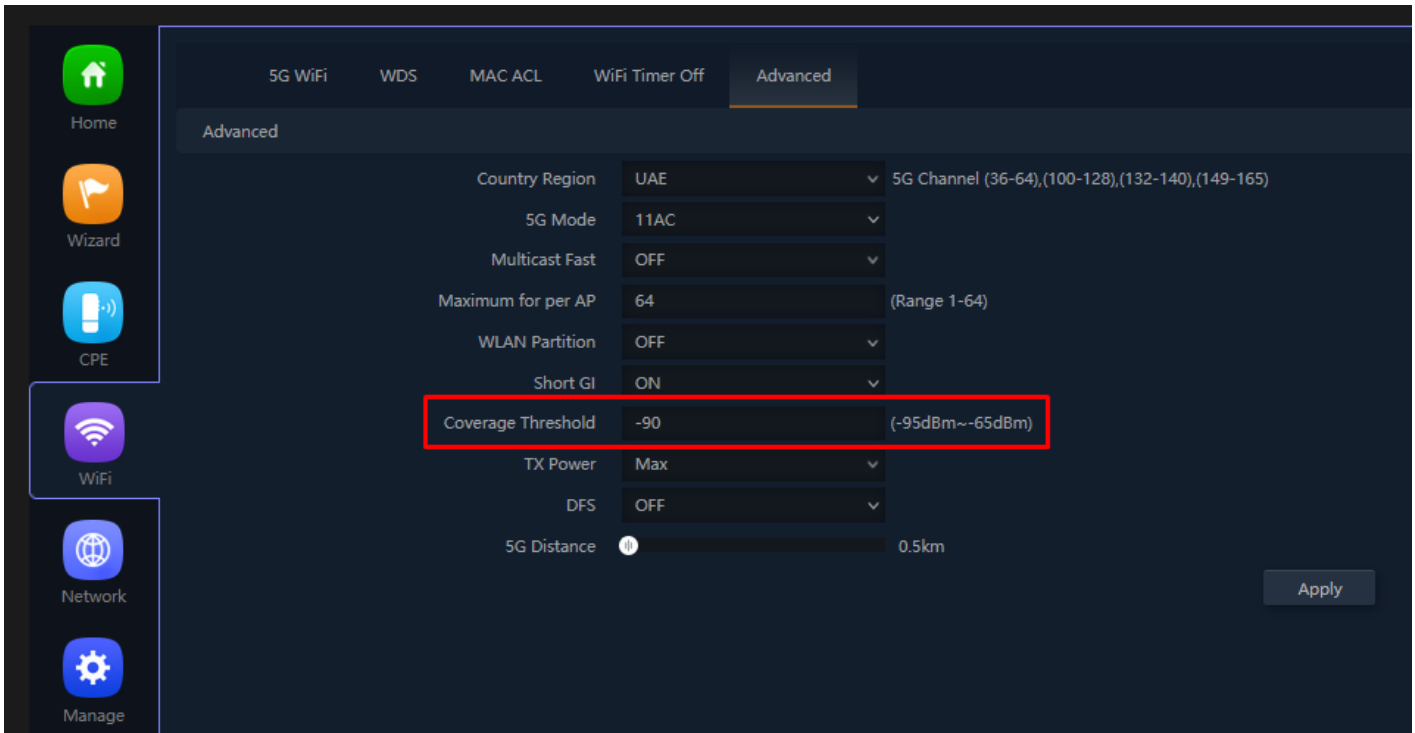 5G WiFi WDS MAC ACL WiFi Timer Off Advanced
Home
Advanced
Country Region UAE 5G Channel (36-64),(100-128),(132-140),(149-165)
5G Mode 11AC
Wizard
Multicast Fast OFF
Maximum for per AP 64 (Range 1-64)
WLAN Partition OFF
CPE
Short GI ON
Coverage Threshold -90 (-95dBm~-65dBm)
TX Power Max
WiFi
DFS OFF
5G Distance 0.5km
Apply
Network
Manage